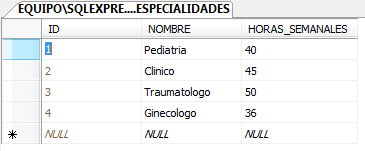 EQUIPO\SQLEXPRE....ESPECIALIDADES
ID NOMBRE HORAS_SEMANALES
1 Pediatria 40
2 Clinico 45
3 Traumatologo 50
4 Ginecologo 36
NULL NULL NULL